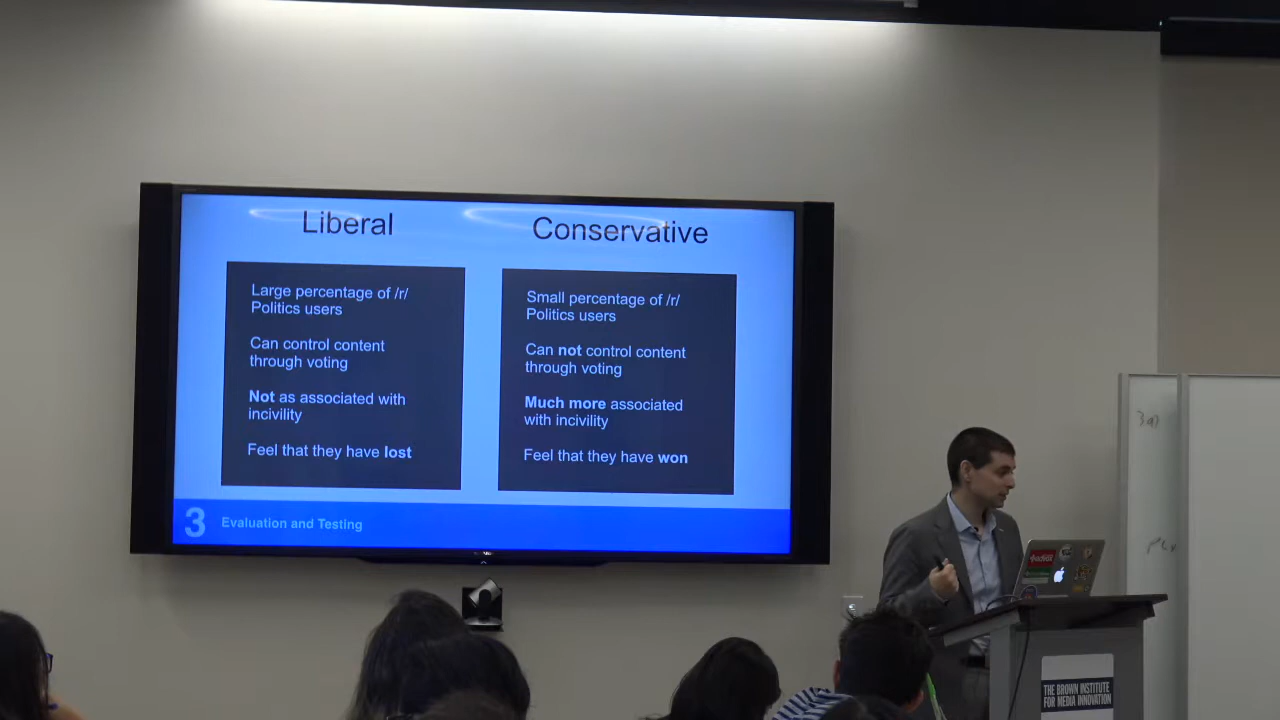 Liberal
Conservative
Large percentage of /r/
Politics users
Can control content
through voting
Not as associated with
incivility
Feel that they have lost
Small percentage of /r/
Politics users
Can not control content
through voting
Much more associated
with incivility
Feel that they have won
3 Evaluation and Testing
THE BROWN INSTITUTE
FOR MEDIA INNOVATION